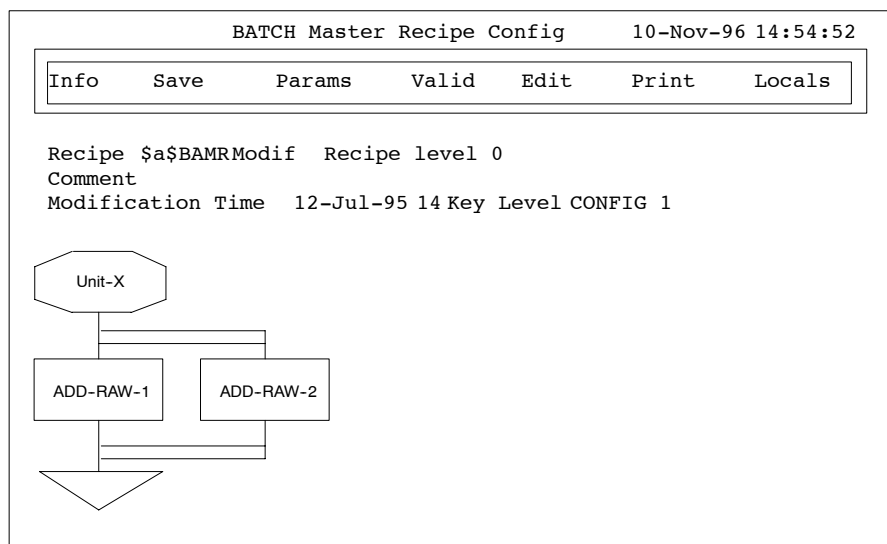 BATCH Master Recipe Config 10-Nov-96 14:54:52
Info Save Params Valid Edit Print Locals
Recipe $a$BAMRModif Recipe level 0
Comment
Modification Time 12-Jul-95 14 Key Level CONFIG 1
Unit-X
ADD-RAW-1 ADD-RAW-2